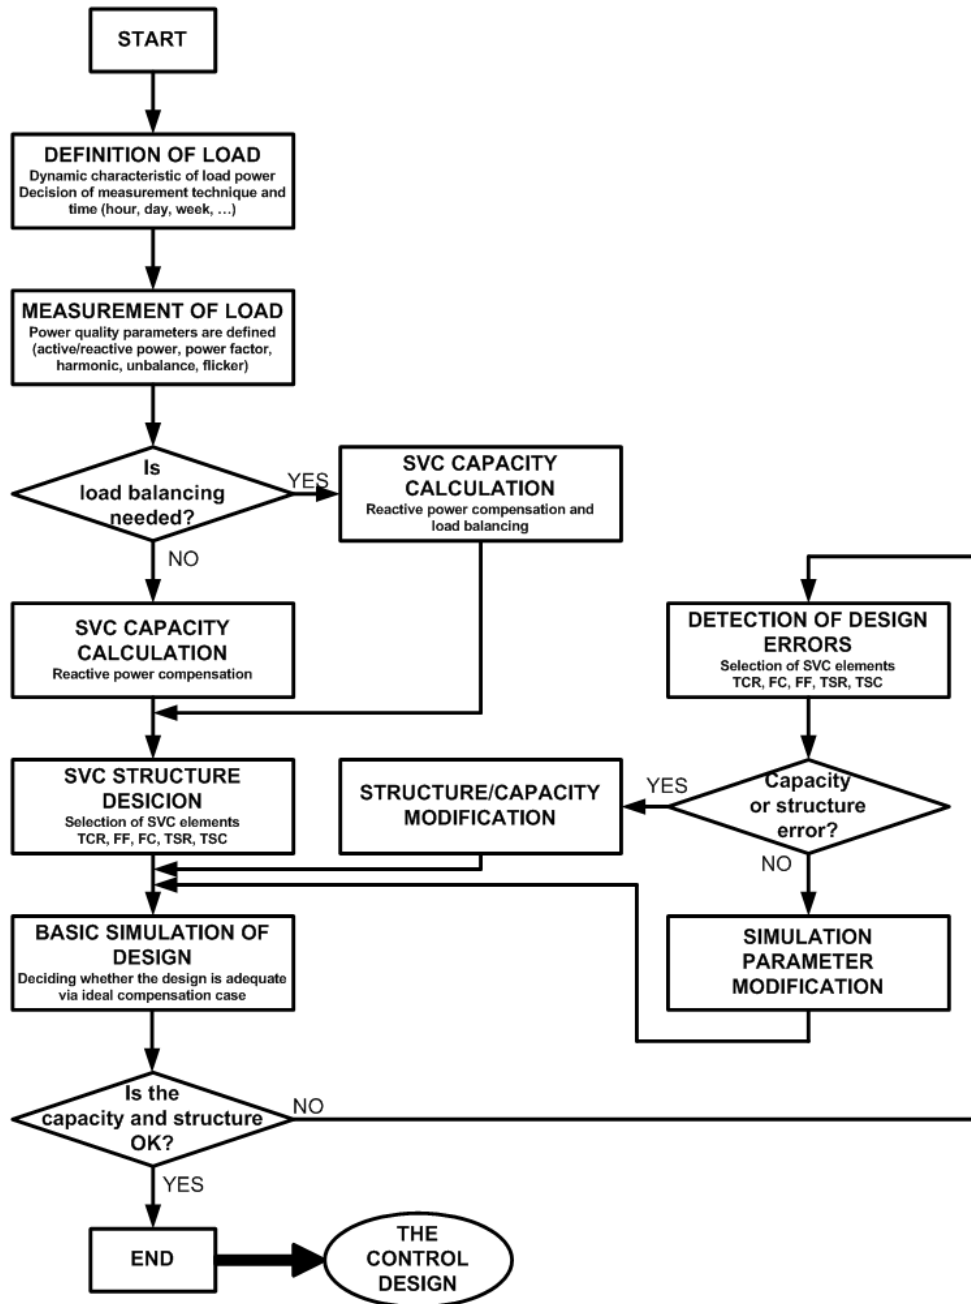 START
DEFINITION OF LOAD
Dynamic characteristic of load power
Decision of measurement technique and
time (hour, day, week, ...)
MEASUREMENT OF LOAD
Power quality parameters are defined
(active/reactive power, power factor,
harmonic, unbalance, flicker)
Is
load balancing
needed?
YES
SVC CAPACITY
CALCULATION
Reactive power compensation and
load balancing
NO
SVC CAPACITY
CALCULATION
Reactive power compensation
DETECTION OF DESIGN
ERRORS
Selection of SVC elements
TCR, FC, FF, TSR, TSC
SVC STRUCTURE
DESICION
Selection of SVC elements
TCR, FF, FC, TSR, TSC
STRUCTURE/CAPACITY
MODIFICATION
YES
Capacity
or structure
error?
NO
BASIC SIMULATION OF
DESIGN
Deciding whether the design is adequate
via ideal compensation case
SIMULATION
PARAMETER
MODIFICATION
Is the
capacity and structure
OK?
NO
YES
END
THE
CONTROL
DESIGN